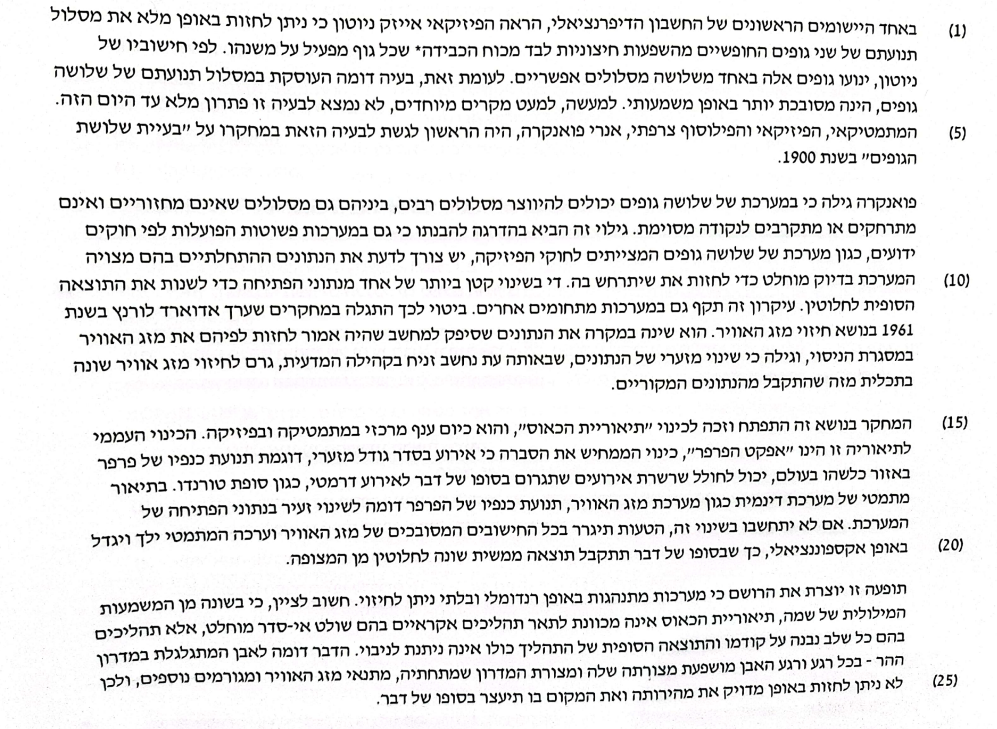 (1) באחד היישומים הראשונים של החשבון הדיפרנציאלי, הראה הפיזיקאי אייזק ניוטון כי ניתן לחזות באופן מלא את מסלול
תנועתם של שני גופים החופשיים מהשפעות חיצוניות לבד מכוח הכבידה* שכל גוף מפעיל על משנהו. לפי חישוביו של
ניוטון, ינועו גופים אלה באחד משלושה מסלולים אפשריים. לעומת זאת, בעיה דומה העוסקת במסלול תנועתם של שלושה
גופים, הינה מסובכת יותר באופן משמעותי. למעשה, למעט מקרים מיוחדים, לא נמצא לבעיה זו פתרון מלא עד היום הזה.
(5) המתמטיקאי, הפיזיקאי והפילוסוף צרפתי, אנרי פואנקרה, היה הראשון לגשת לבעיה הזאת במחקרו על "בעיית שלושת
הגופים" בשנת 1900.
פואנקרה גילה כי במערכת של שלושה גופים יכולים להיווצר מסלולים רבים, ביניהם גם מסלולים שאינם מחזוריים ואינם
מתרחקים או מתקרבים לנקודה מסוימת. גילוי זה הביא בהדרגה להבנתו כי גם במערכות פשוטות הפועלות לפי חוקים
ידועים, כגון מערכת של שלושה גופים המצייתים לחוקי הפיזיקה, יש צורך לדעת את הנתונים ההתחלתיים בהם מצויה
(10) המערכת בדיוק מוחלט כדי לחזות את שיתרחש בה. די בשינוי קטן ביותר של אחד מנתוני הפתיחה כדי לשנות את התוצאה
הסופית לחלוטין. עיקרון זה תקף גם במערכות מתחומים אחרים. ביטוי לכך התגלה במחקרים שערך אדוארד לורנץ בשנת
1961 בנושא חיזוי מזג האוויר. הוא שינה במקרה את הנתונים שסיפק למחשב שהיה אמור לחזות לפיהם את מזג האוויר
במסגרת הניסוי, וגילה כי שינוי מזערי של הנתונים, שבאותה עת נחשב זניח בקהילה המדעית, גרם לחיזוי מזג אוויר שונה
בתכלית מזה שהתקבל מהנתונים המקוריים.
(15) המחקר בנושא זה התפתח וזכה לכינוי "תיאוריית הכאוס", והוא כיום ענף מרכזי במתמטיקה ובפיזיקה. הכינוי העממי
לתיאוריה זו הינו "אפקט הפרפר", כינוי הממחיש את הסברה כי אירוע בסדר גודל מזערי, דוגמת תנועת כנפיו של פרפר
באזור כלשהו בעולם, יכול לחולל שרשרת אירועים שתגרום בסופו של דבר לאירוע דרמטי, כגון סופת טורנדו. בתיאור
מתמטי של מערכת דינמית כגון מערכת מזג האוויר, תנועת כנפיו של הפרפר דומה לשינוי זעיר בנתוני הפתיחה של
המערכת. אם לא יתחשבו בשינוי זה, הטעות תיגרר בכל החישובים המסובכים של מזג האוויר וערכה המתמטי ילך ויגדל
(20) באופן אקספוננציאלי, כך שבסופו של דבר תתקבל תוצאה ממשית שונה לחלוטין מן המצופה.
תופעה זו יוצרת את הרושם כי מערכות מתנהגות באופן רנדומלי ובלתי ניתן לחיזוי. חשוב לציין, כי בשונה מן המשמעות
המילולית של שמה, תיאוריית הכאוס אינה מכוונת לתאר תהליכים אקראיים בהם שולט אי-סדר מוחלט, אלא תהליכים
בהם כל שלב נבנה על קודמו והתוצאה הסופית של התהליך כולו אינה ניתנת לניבוי. הדבר דומה לאבן המתגלגלת במדרון
ההר - בכל רגע ורגע האבן מושפעת מצורתה שלה ומצורת המדרון שמתחתיה, מתנאי מזג האוויר ומגורמים נוספים, ולכן
(25) לא ניתן לחזות באופן מדויק את מהירותה ואת המקום בו תיעצר בסופו של דבר.